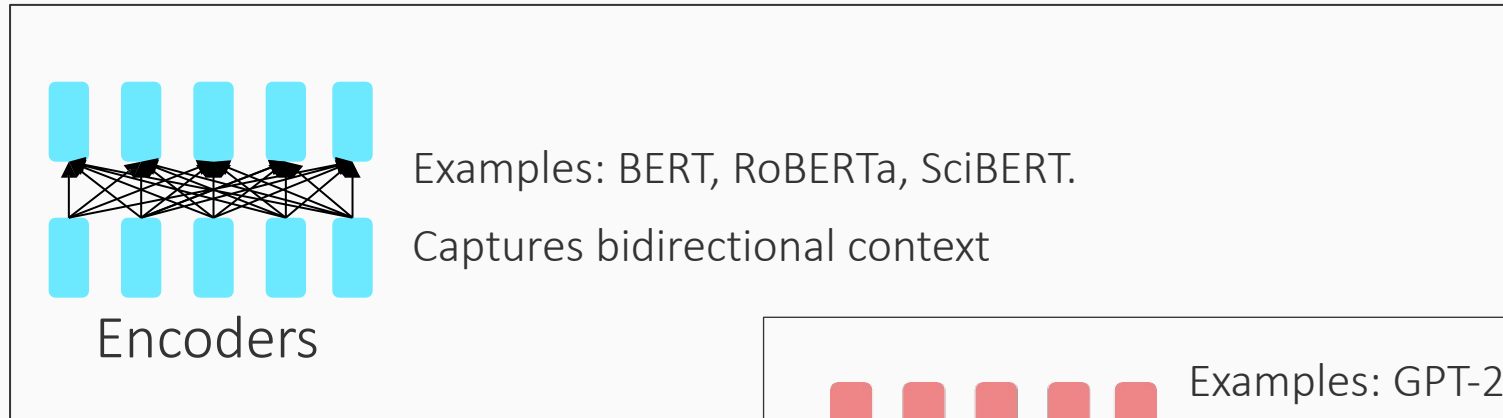 Examples: BERT, RoBERTa, SciBERT.
Captures bidirectional context
Encoders
Examples: GPT-2